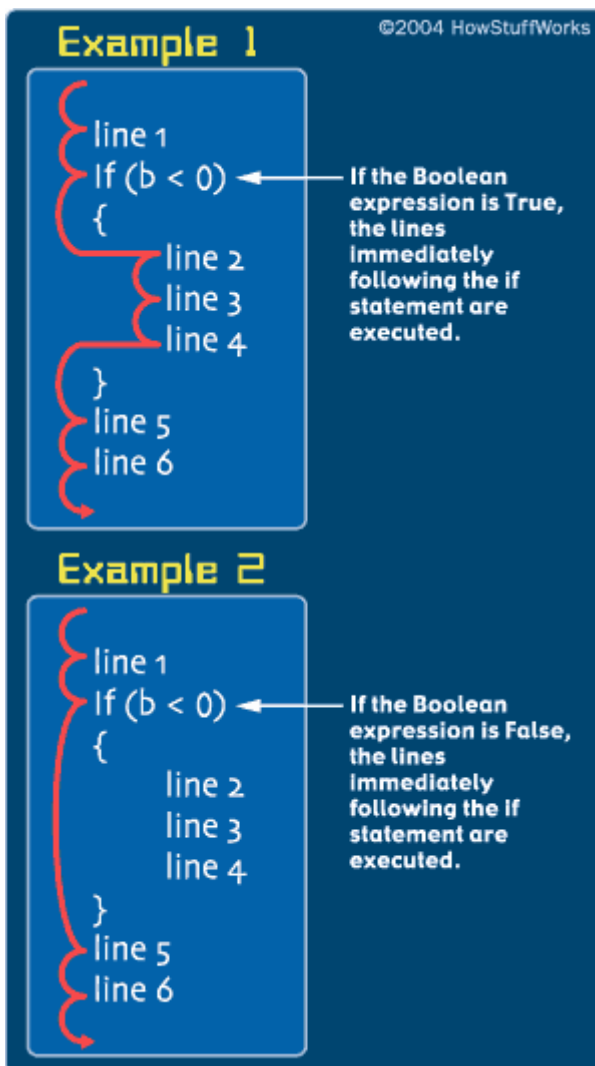 ©2004 HowStuffWorks
Example 1
line 1
If (b < 0)
{
line 2
line 3
line 4
}
line 5
line 6
If the Boolean
expression is True,
the lines
immediately
following the if
statement are
executed.
Example 2
line 1
If (b < 0)
{
line 2
line 3
line 4
}
line 5
line 6
If the Boolean
expression is False,
the lines
immediately
following the if
statement are
executed.